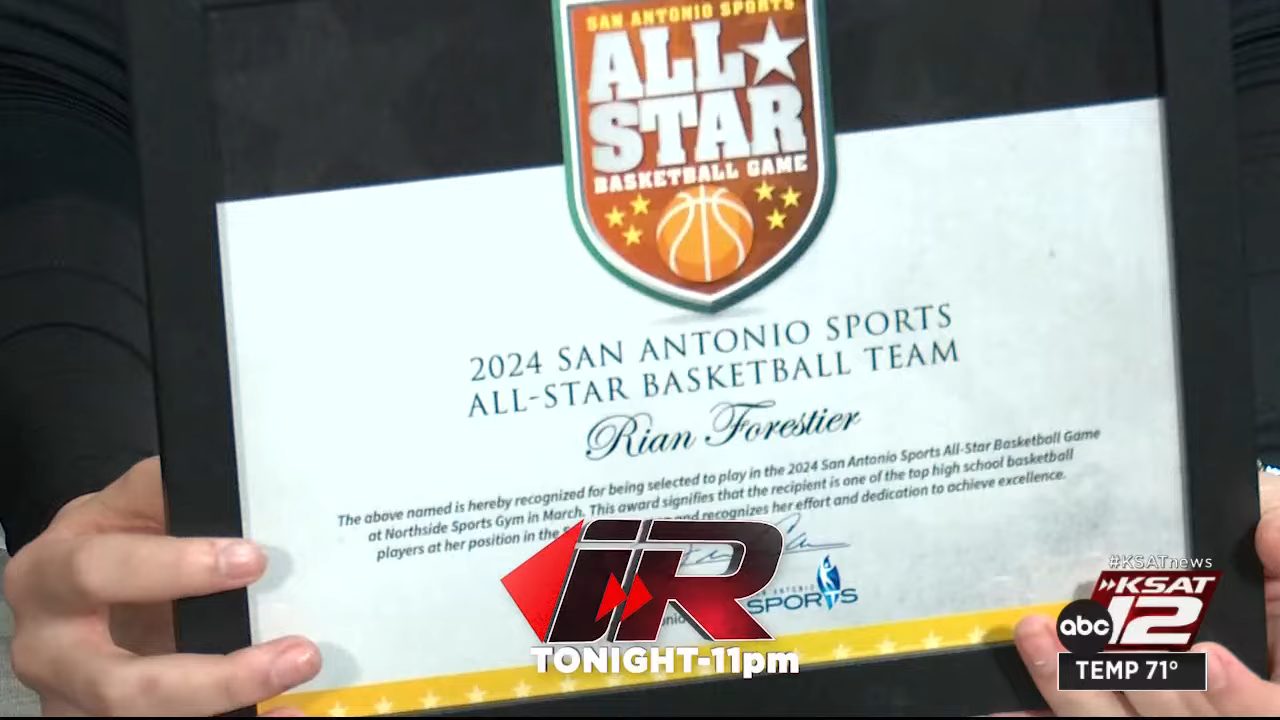 SAN ANTONIO SPORTS
ALL
STAR
BASKETBALL GAME
2024 SAN ANTONIO SPORTS
ALL-STAR BASKETBALL TEAM
Rian Forestier
The above named is hereby recognized for being selected to play in the 2024 San Antonio Sports All-Star Basketball Game
at Northside Sports Gym in March. This award signifies that the recipient is one of the top high school basketball
players at her position in the and recognizes her effort and dedication to achieve excellence.
SPORTS
iR
TONIGHT-11pm
#KSATnews
KSAT
abc 12
TEMP 71°